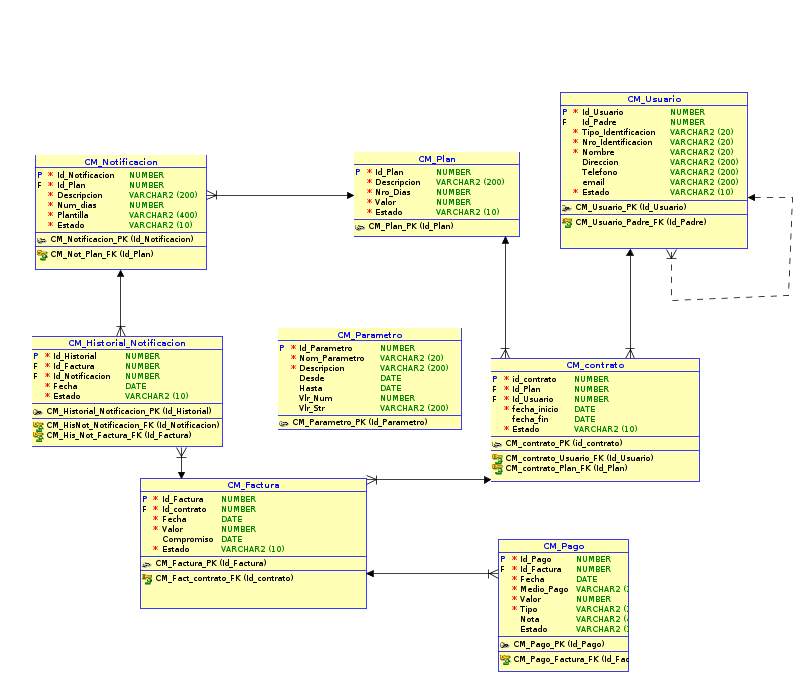 CM_Usuario
P * Id_Usuario NUMBER
F Id_Padre NUMBER
* Tipo_Identificacion VARCHAR2 (20)
* Nro_Identificacion VARCHAR2 (20)
* Nombre VARCHAR2 (20)
Direccion VARCHAR2 (200)
Telefono VARCHAR2 (200)
email VARCHAR2 (200)
* Estado VARCHAR2 (10)
CM_Usuario_PK (Id_Usuario)
CM_Usuario_Padre_FK (Id_Padre)
CM_Notificacion
P * Id_Notificacion NUMBER
F * Id_Plan NUMBER
* Descripcion VARCHAR2 (200)
* Num_dias NUMBER
* Plantilla VARCHAR2 (400)
* Estado VARCHAR2 (10)
CM_Notificacion_PK (Id_Notificacion)
CM_Not_Plan_FK (Id_Plan)
CM_Plan
P * Id_Plan NUMBER
* Descripcion VARCHAR2 (200)
* Nro_Dias NUMBER
* Valor NUMBER
* Estado VARCHAR2 (10)
CM_Plan_PK (Id_Plan)
CM_Historial_Notificacion
P * Id_Historial NUMBER
F * Id_Factura NUMBER
F * Id_Notificacion NUMBER
* Fecha DATE
* Estado VARCHAR2 (10)
CM_Historial_Notificacion_PK (Id_Historial)
CM_HisNot_Notificacion_FK (Id_Notificacion)
CM_His_Not_Factura_FK (Id_Factura)
CM_Parametro
P * Id_Parametro NUMBER
* Nom_Parametro VARCHAR2 (20)
* Descripcion VARCHAR2 (200)
Desde DATE
Hasta DATE
Vlr_Num NUMBER
Vlr_Str VARCHAR2 (200)
CM_Parametro_PK (Id_Parametro)
CM_contrato
P * id_contrato NUMBER
F * Id_Plan NUMBER
F * Id_Usuario NUMBER
* fecha_inicio DATE
fecha_fin DATE
* Estado VARCHAR2 (10)
CM_contrato_PK (id_contrato)
CM_contrato_Usuario_FK (Id_Usuario)
CM_contrato_Plan_FK (Id_Plan)
CM_Factura
P * Id_Factura NUMBER
F * Id_contrato NUMBER
* Fecha DATE
* Valor NUMBER
Compromiso DATE
* Estado VARCHAR2 (10)
CM_Factura_PK (Id_Factura)
CM_Fact_contrato_FK (Id_contrato)
CM_Pago
P * Id_Pago NUMBER
F * Id_Factura NUMBER
* Fecha DATE
* Medio_Pago VARCHAR2 (
* Valor NUMBER
* Tipo VARCHAR2 (
Nota VARCHAR2 (
Estado VARCHAR2 (
CM_Pago_PK (Id_Pago)
CM_Pago_Factura_FK (Id_Fac